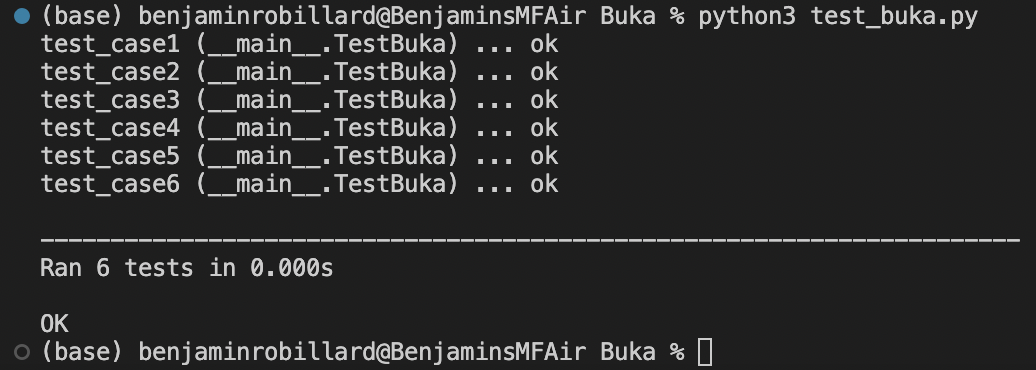 (base) benjaminrobillard@BenjaminsMFAir Buka % python3 test_buka.py
test_case1 (__main__.TestBuka) ... ok
test_case2 (__main__.TestBuka) ... ok
test_case3 (__main__.TestBuka) ... ok
test_case4 (__main__.TestBuka) ... ok
test_case5 (__main__.TestBuka) ... ok
test_case6 (__main__.TestBuka) ... ok
----------------------------------------------------------------------
Ran 6 tests in 0.000s
OK
(base) benjaminrobillard@BenjaminsMFAir Buka %